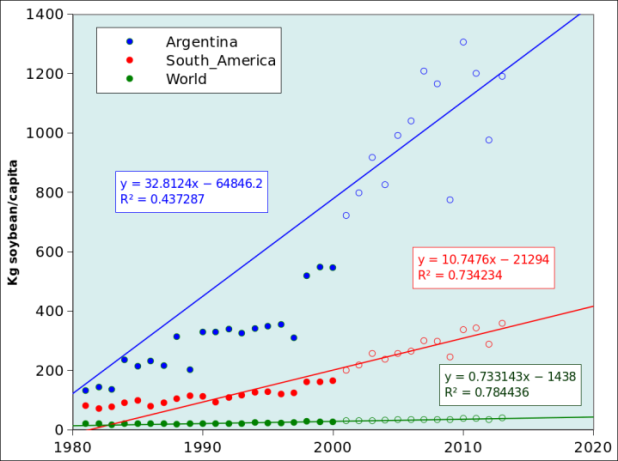 1400
1200
1000
800
600
400
200
0
Kg soybean/capita
Argentina
South_America
World
y = 32.8124x − 64846.2
R² = 0.437287
y = 10.7476x − 21294
R² = 0.734234
y = 0.733143x − 1438
R² = 0.784436
1980 1990 2000 2010 2020